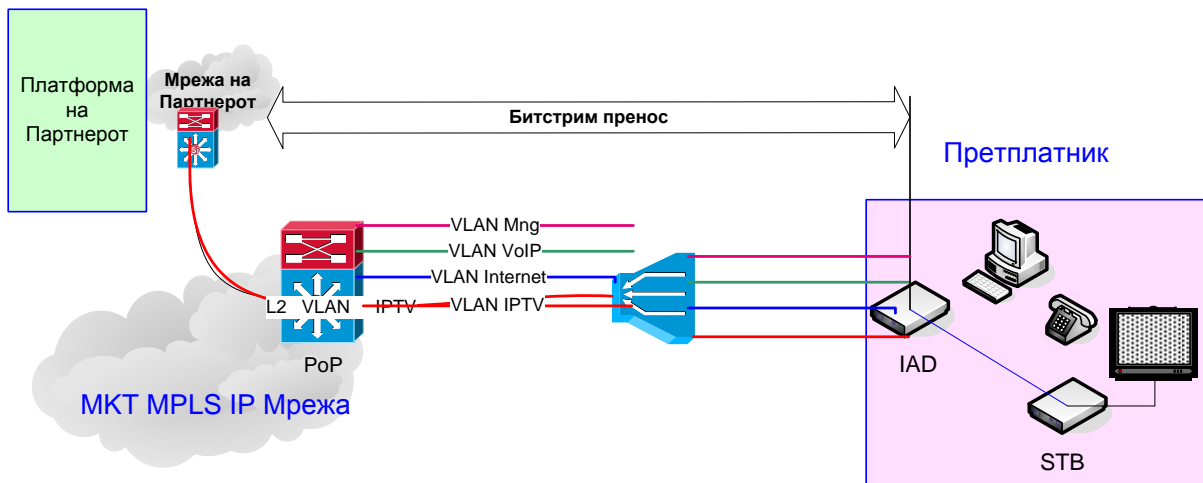 Платформа
на
Партнерот
Мрежа на
Партнерот
Битстрим пренос
Претплатник
VLAN Mng
VLAN VoIP
VLAN Internet
VLAN IPTV
L2 VLAN IPTV
PoP
MKT MPLS IP Мрежа
IAD
STB